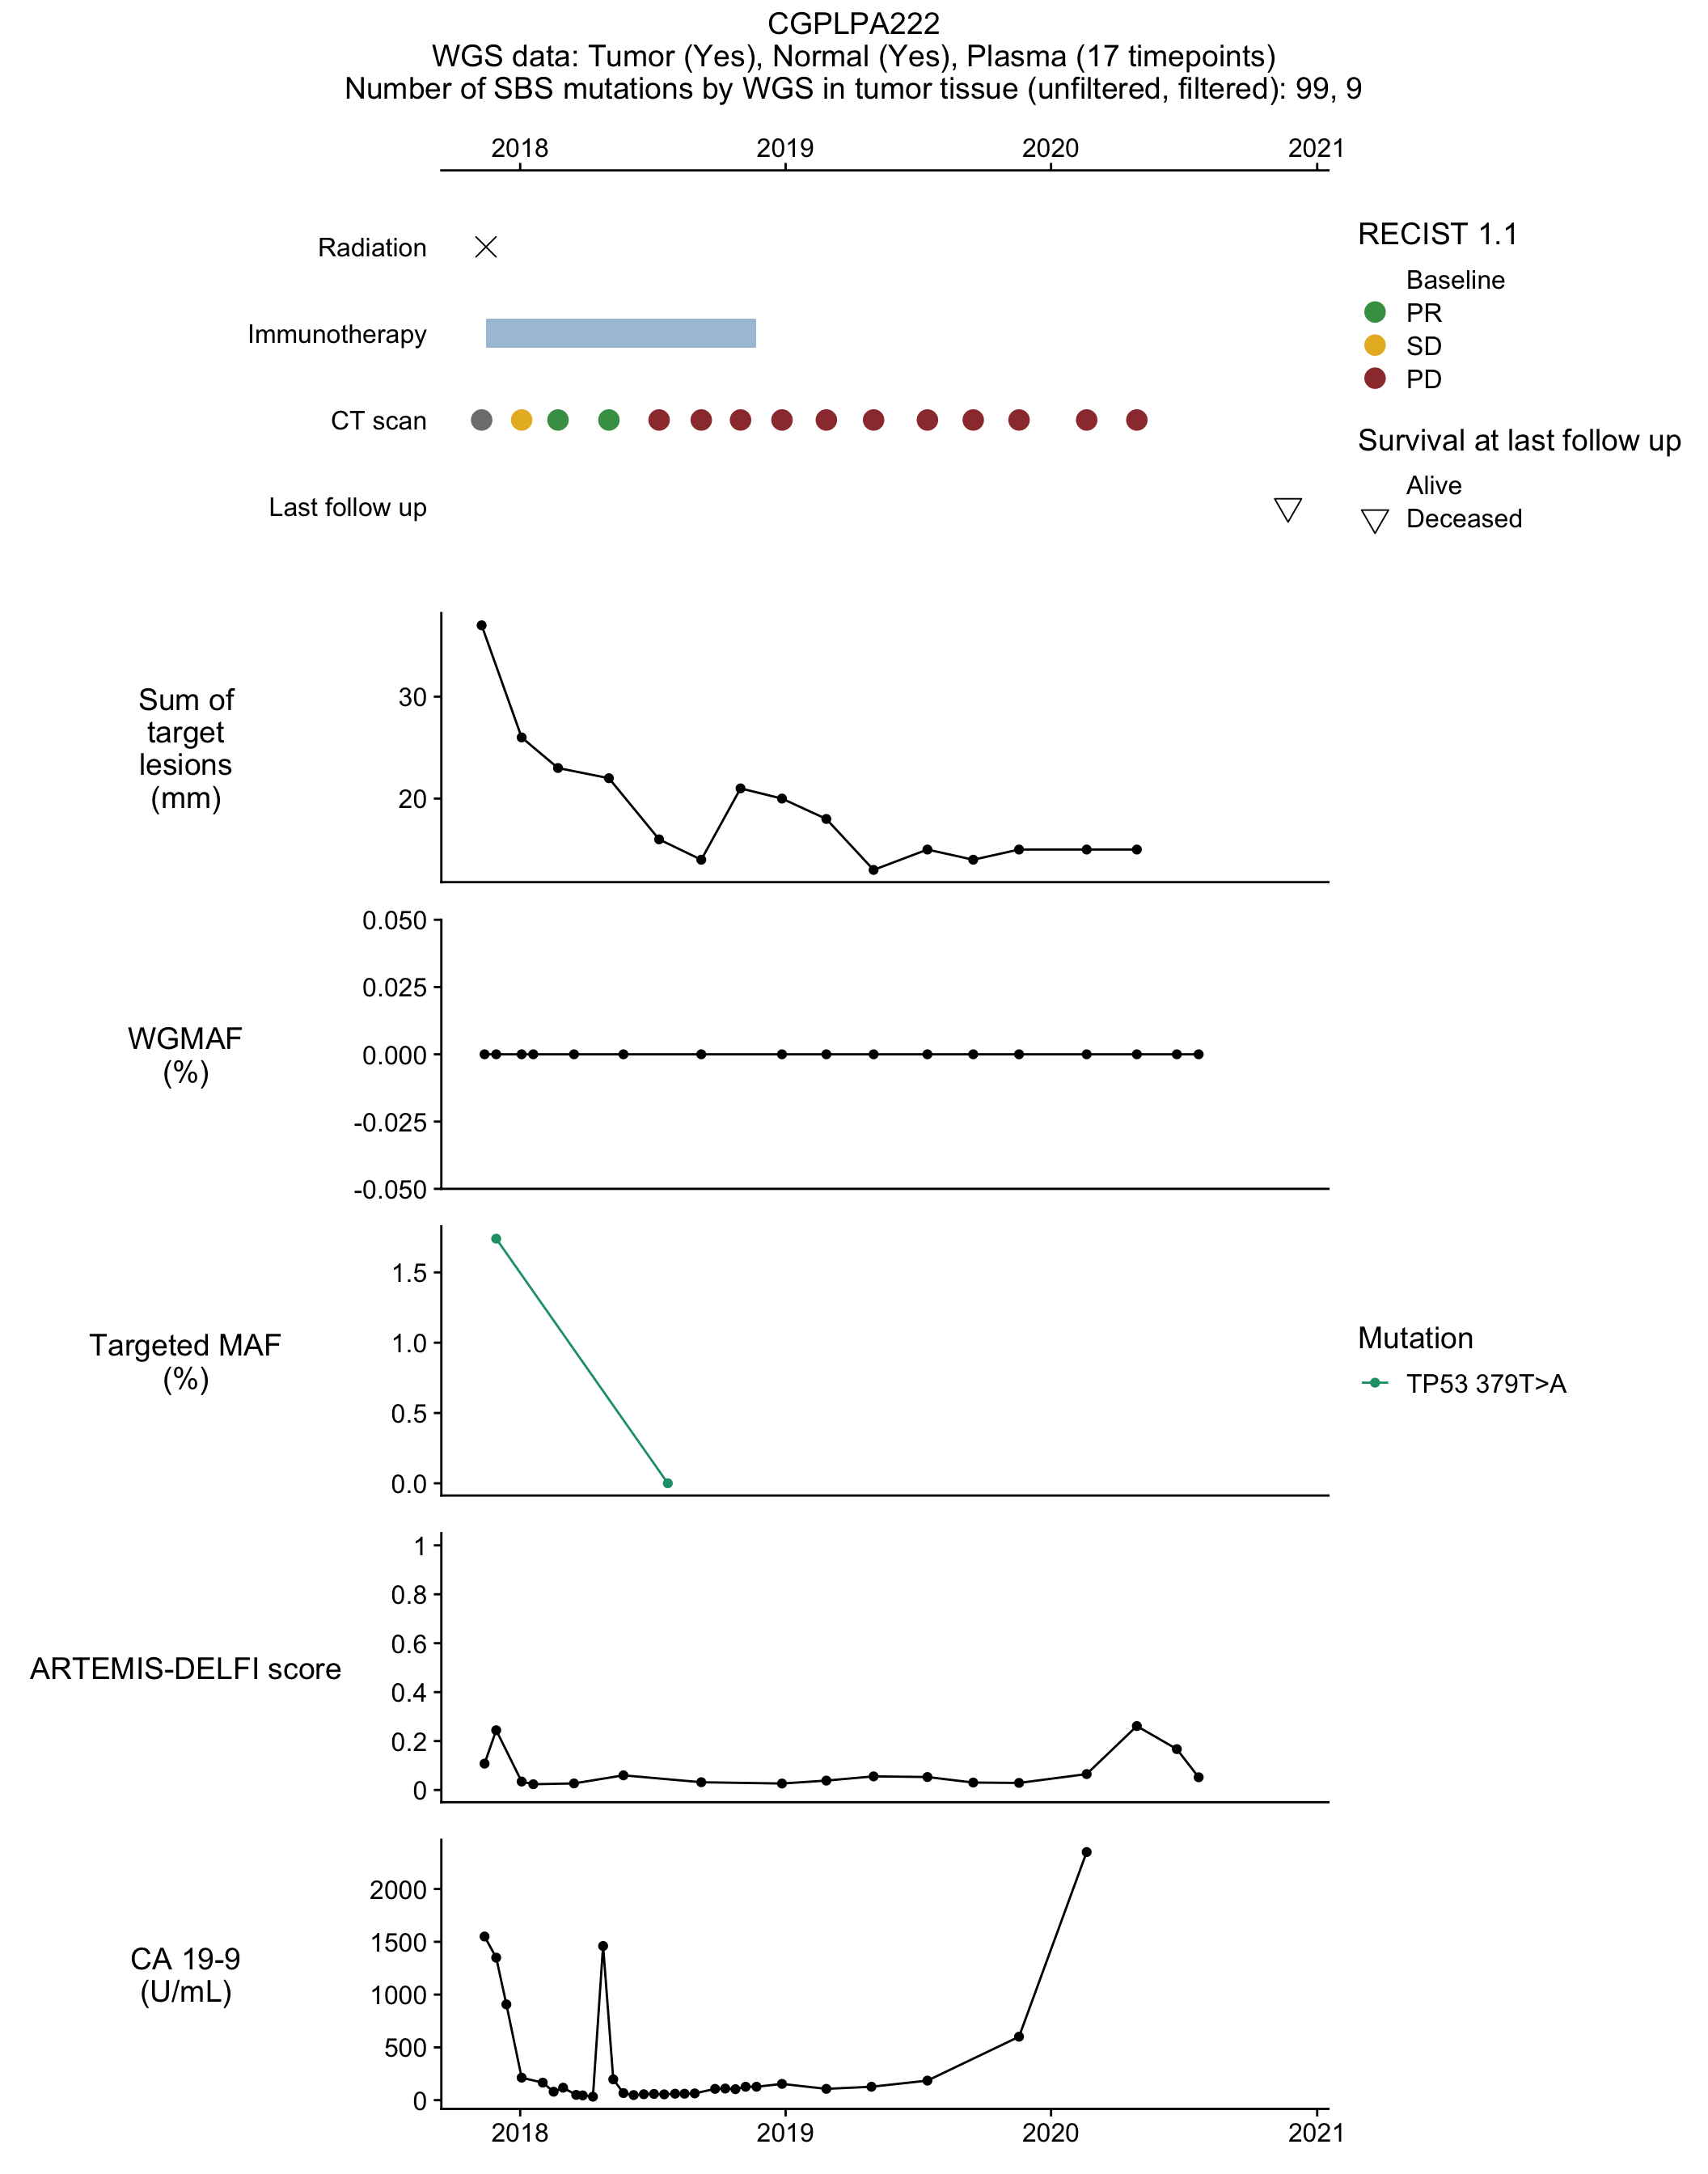 CGPLPA222
WGS data: Tumor (Yes), Normal (Yes), Plasma (17 timepoints)
Number of SBS mutations by WGS in tumor tissue (unfiltered, filtered): 99, 9
2018 2019 2020 2021
Radiation
Immunotherapy
CT scan
Last follow up
RECIST 1.1
Baseline
PR
SD
PD
Survival at last follow up
Alive
Deceased
Sum of
target
lesions
(mm)
30
20
WGMAF
(%)
0.050
0.025
0.000
-0.025
-0.050
Targeted MAF
(%)
1.5
1.0
0.5
0.0
Mutation
TP53 379T>A
ARTEMIS-DELFI score
1
0.8
0.6
0.4
0.2
0
CA 19-9
(U/mL)
2000
1500
1000
500
0
2018 2019 2020 2021